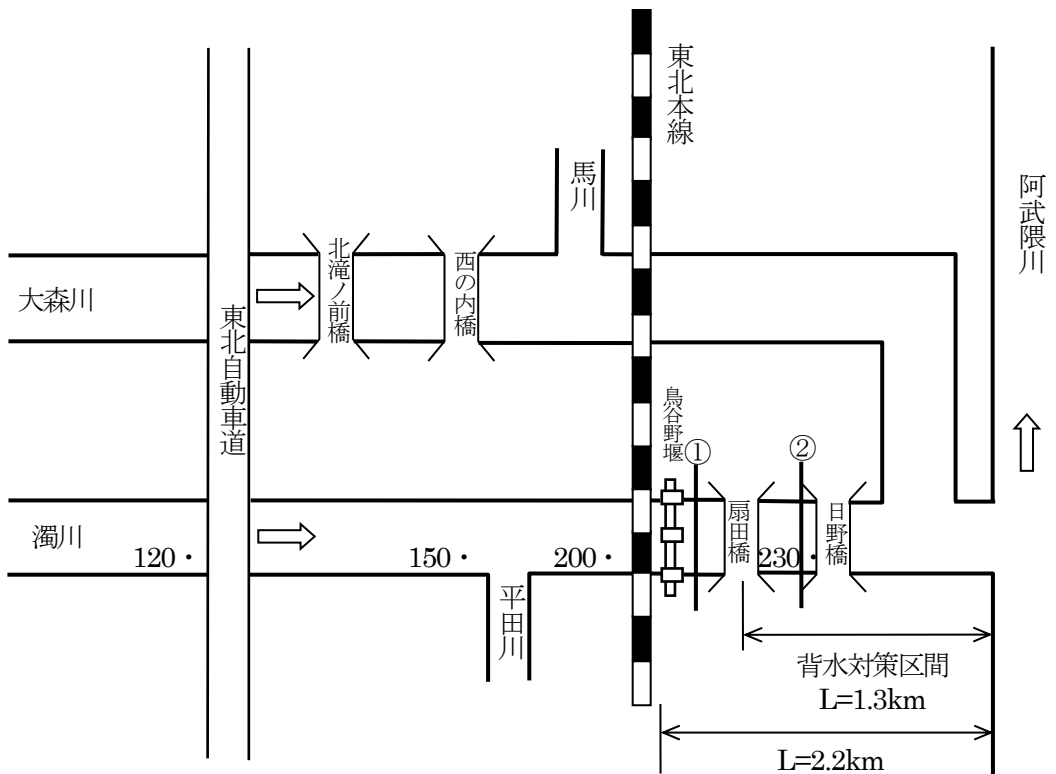 東北本線
阿武隈川
馬川
北滝ノ前橋
西の内橋
大森川
東北自動車道
鳥谷野堰
①
②
濁川
扇田橋
日野橋
120・
150・
200・
230・
平田川
背水対策区間
L=1.3km
L=2.2km